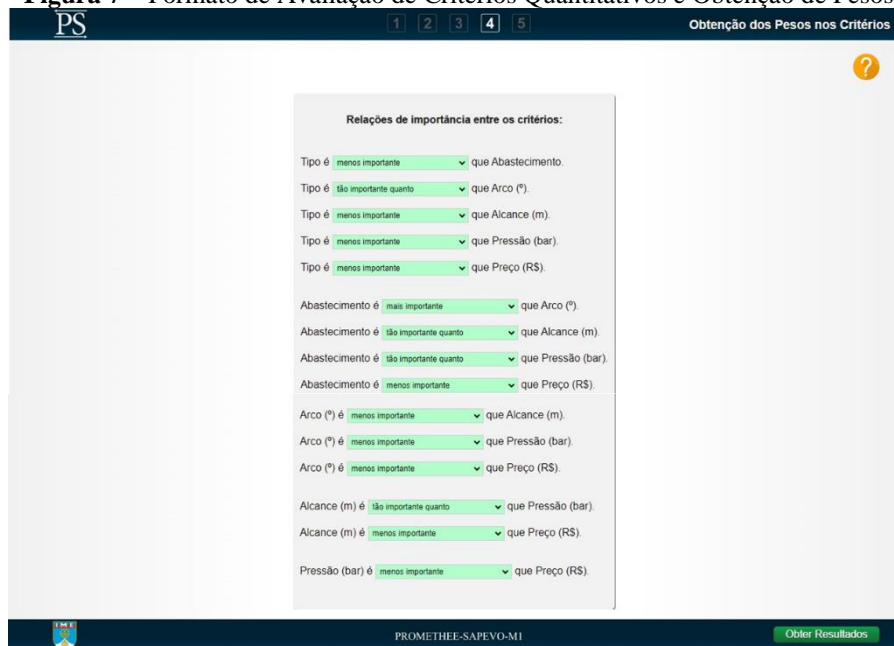 Figura 7 – Formato de Avaliação de Critérios Quantitativos e Obtenção de Pesos
PS 1 2 3 4 5 Obtenção dos Pesos nos Critérios
?
Relações de importância entre os critérios:
Tipo é menos importante que Abastecimento.
Tipo é tão importante quanto que Arco (º).
Tipo é menos importante que Alcance (m).
Tipo é menos importante que Pressão (bar).
Tipo é menos importante que Preço (R$).
Abastecimento é mais importante que Arco (º).
Abastecimento é tão importante quanto que Alcance (m).
Abastecimento é tão importante quanto que Pressão (bar).
Abastecimento é menos importante que Preço (R$).
Arco (º) é menos importante que Alcance (m).
Arco (º) é menos importante que Pressão (bar).
Arco (º) é menos importante que Preço (R$).
Alcance (m) é tão importante quanto que Pressão (bar).
Alcance (m) é menos importante que Preço (R$).
Pressão (bar) é menos importante que Preço (R$).
IME PROMETHEE-SAPEVO-M1 Obter Resultados